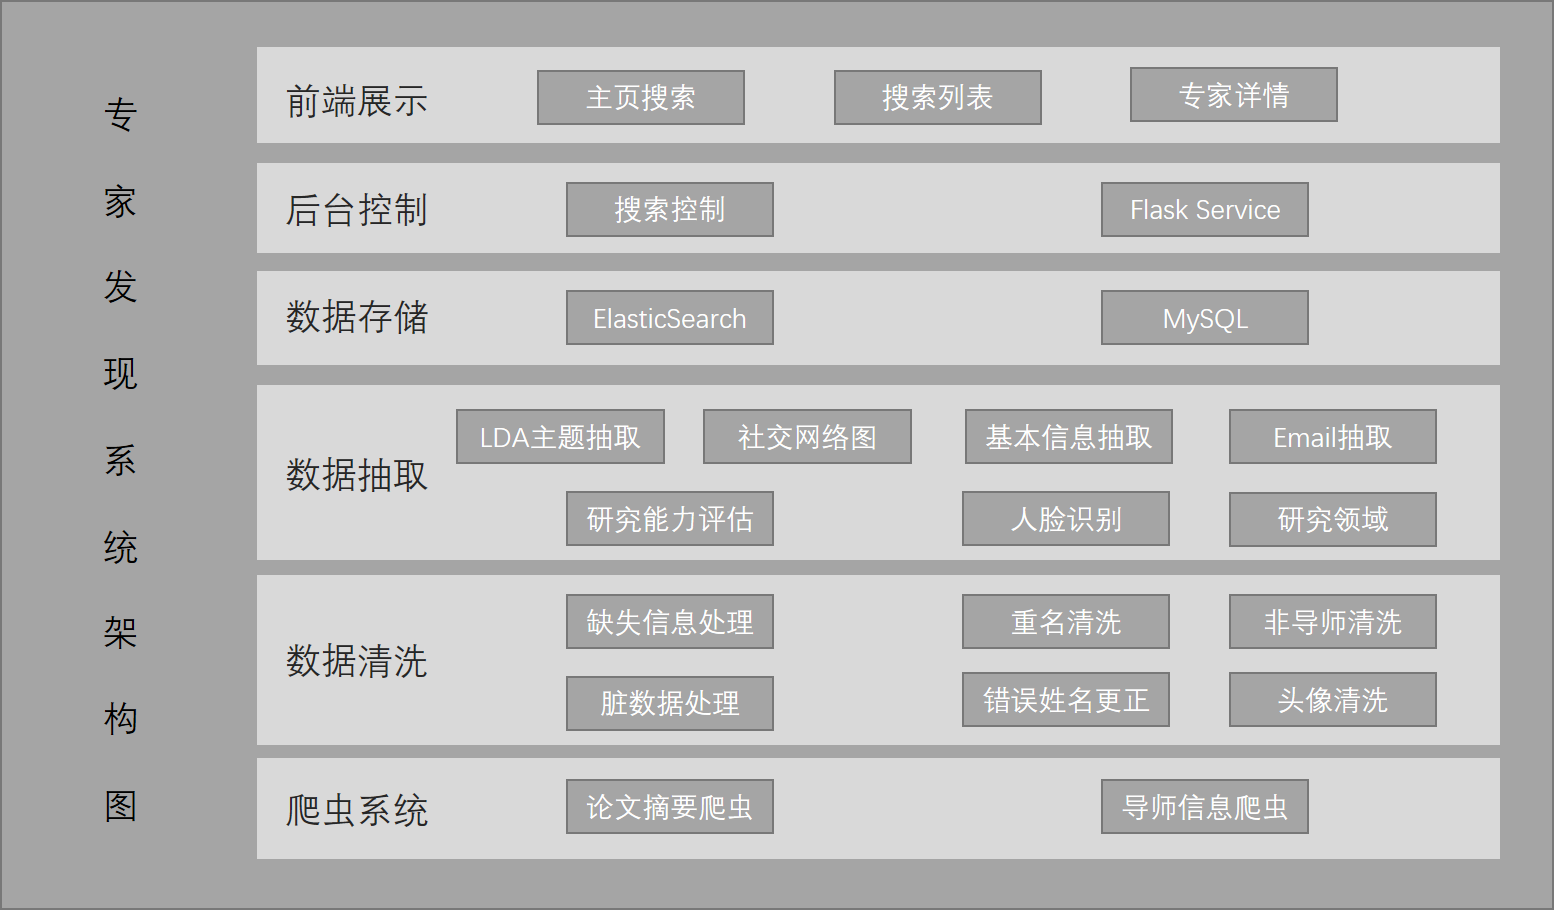 专家发现系统架构图
前端展示
主页搜索
搜索列表
专家详情
后台控制
搜索控制
Flask Service
数据存储
ElasticSearch
MySQL
数据抽取
LDA主题抽取
社交网络图
基本信息抽取
Email抽取
研究能力评估
人脸识别
研究领域
数据清洗
缺失信息处理
重名清洗
非导师清洗
脏数据处理
错误姓名更正
头像清洗
爬虫系统
论文摘要爬虫
导师信息爬虫